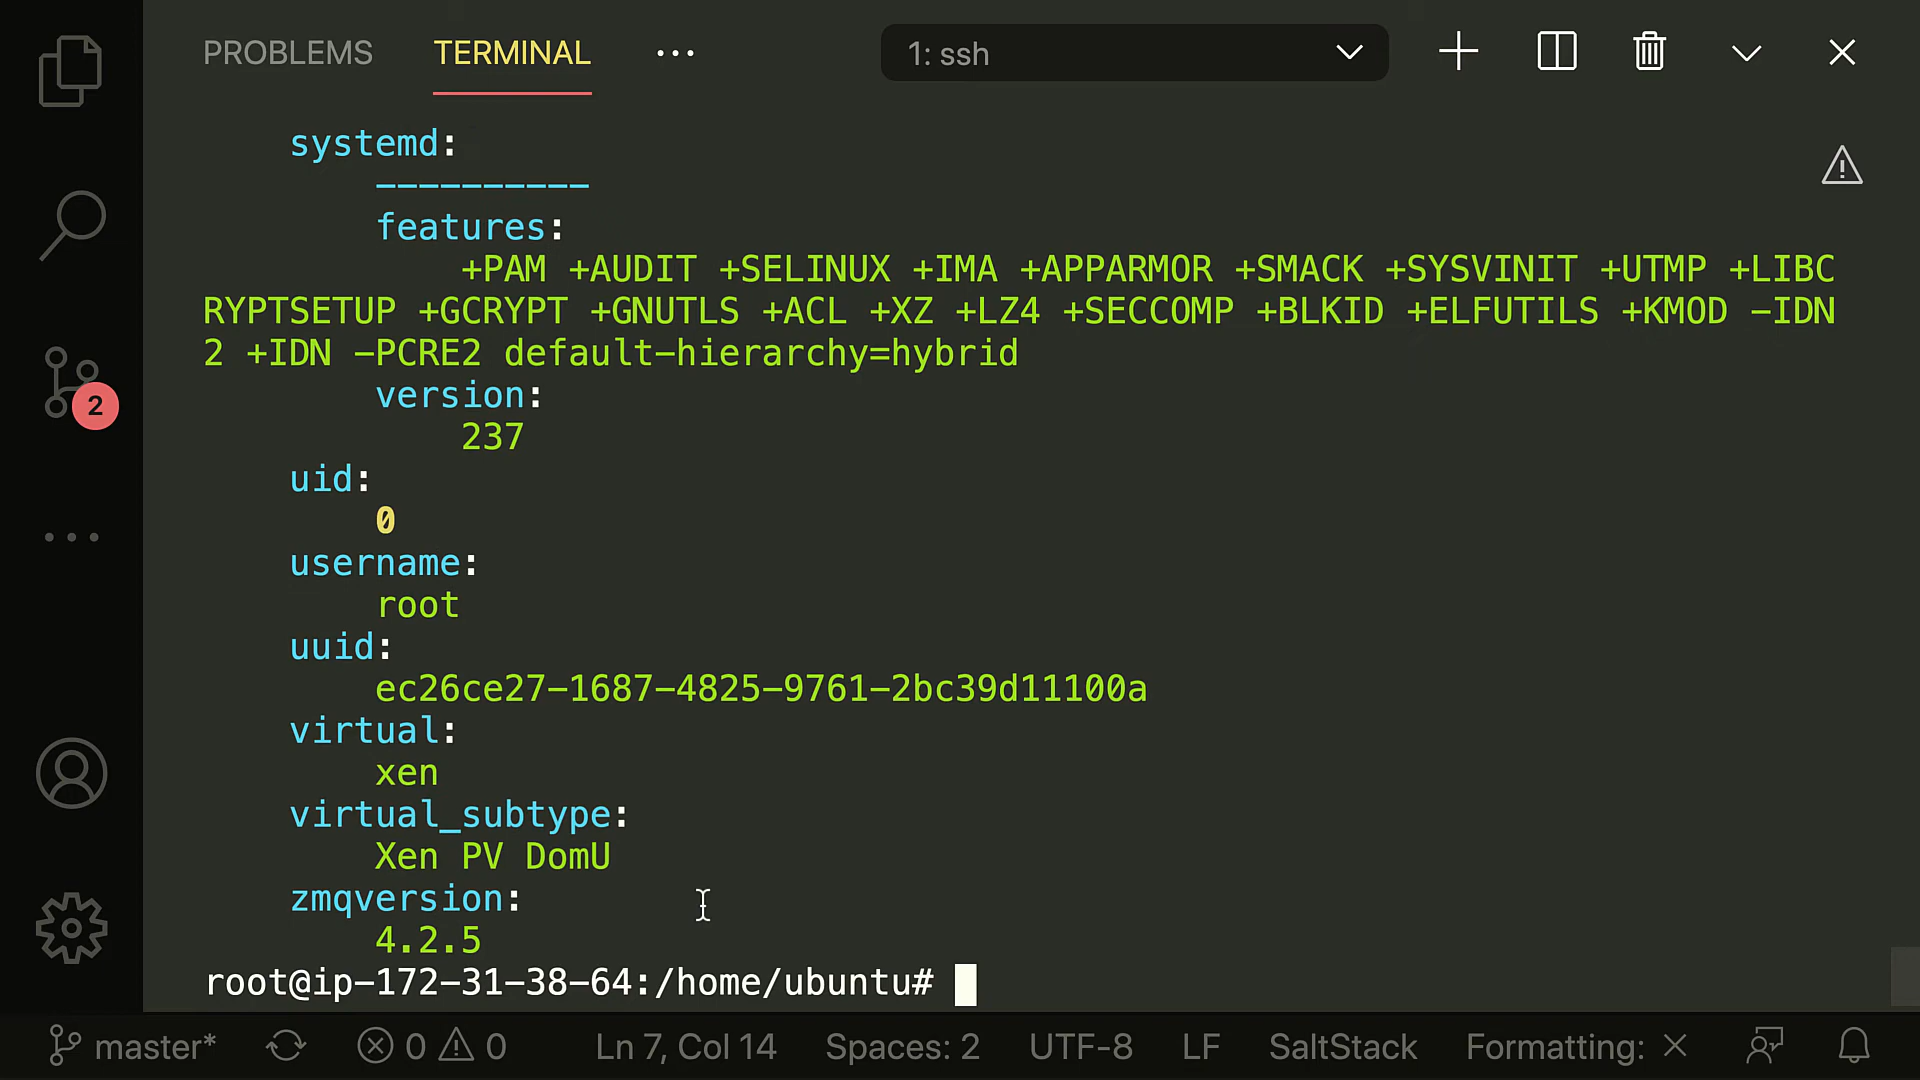 PROBLEMS TERMINAL ... 1: ssh
systemd:
----------
features:
+PAM +AUDIT +SELINUX +IMA +APPARMOR +SMACK +SYSVINIT +UTMP +LIBC
RYPTSETUP +GCRYPT +GNUTLS +ACL +XZ +LZ4 +SECCOMP +BLKID +ELFUTILS +KMOD -IDN
2 +IDN -PCRE2 default-hierarchy=hybrid
version:
237
2
uid:
0
username:
root
uuid:
ec26ce27-1687-4825-9761-2bc39d11100a
virtual:
xen
virtual_subtype:
Xen PV DomU
zmqversion:
4.2.5
root@ip-172-31-38-64:/home/ubuntu#
master* 0 0 Ln 7, Col 14 Spaces: 2 UTF-8 LF SaltStack Formatting: ×